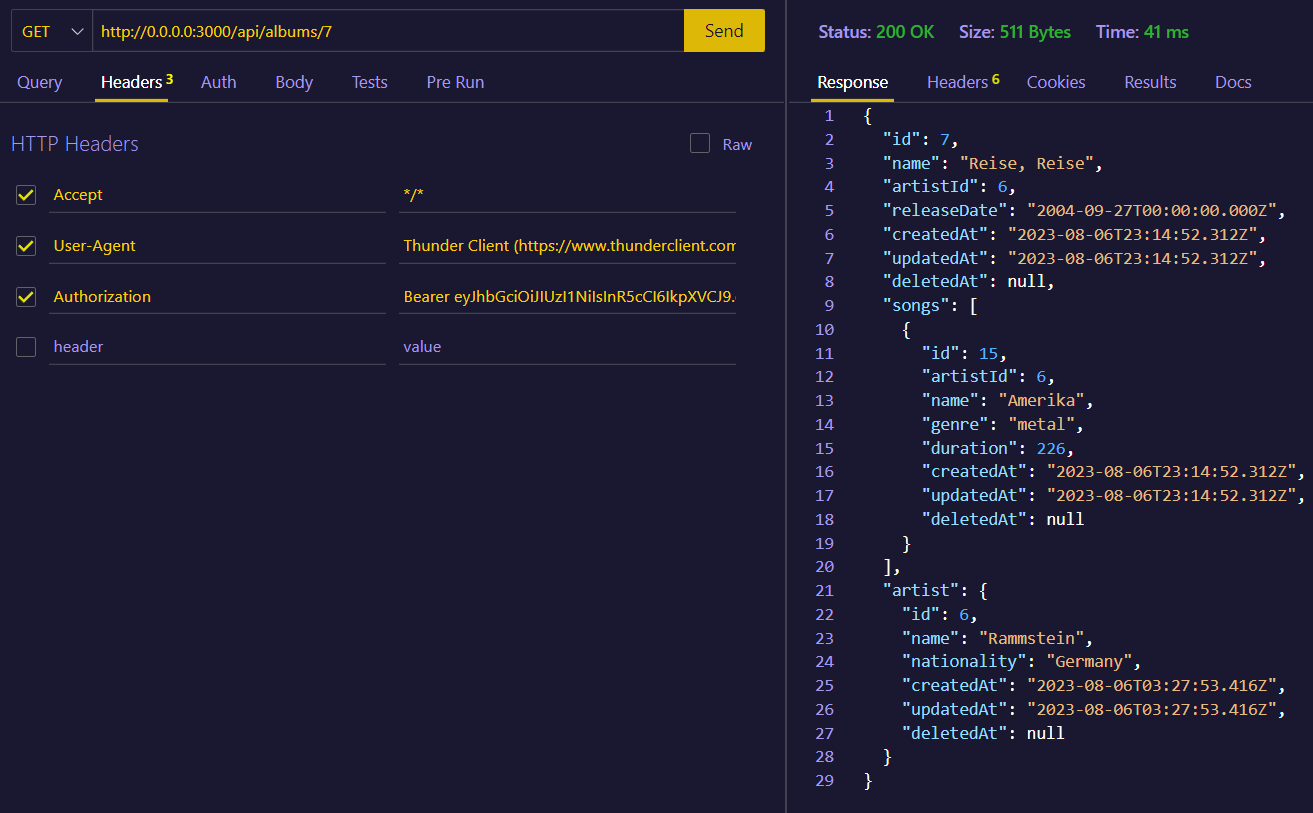 GET http://0.0.0.0:3000/api/albums/7 Send
Query Headers 3 Auth Body Tests Pre Run
HTTP Headers Raw
Accept */*
User-Agent Thunder Client (https://www.thunderclient.com
Authorization Bearer eyJhbGciOiJIUzI1NiIsInR5cCI6IkpXVCJ9.
header value
Status: 200 OK Size: 511 Bytes Time: 41 ms
Response Headers 6 Cookies Results Docs
1 {
2 "id": 7,
3 "name": "Reise, Reise",
4 "artistId": 6,
5 "releaseDate": "2004-09-27T00:00:00.000Z",
6 "createdAt": "2023-08-06T23:14:52.312Z",
7 "updatedAt": "2023-08-06T23:14:52.312Z",
8 "deletedAt": null,
9 "songs": [
10 {
11 "id": 15,
12 "artistId": 6,
13 "name": "Amerika",
14 "genre": "metal",
15 "duration": 226,
16 "createdAt": "2023-08-06T23:14:52.312Z",
17 "updatedAt": "2023-08-06T23:14:52.312Z",
18 "deletedAt": null
19 }
20 ],
21 "artist": {
22 "id": 6,
23 "name": "Rammstein",
24 "nationality": "Germany",
25 "createdAt": "2023-08-06T03:27:53.416Z",
26 "updatedAt": "2023-08-06T03:27:53.416Z",
27 "deletedAt": null
28 }
29 }